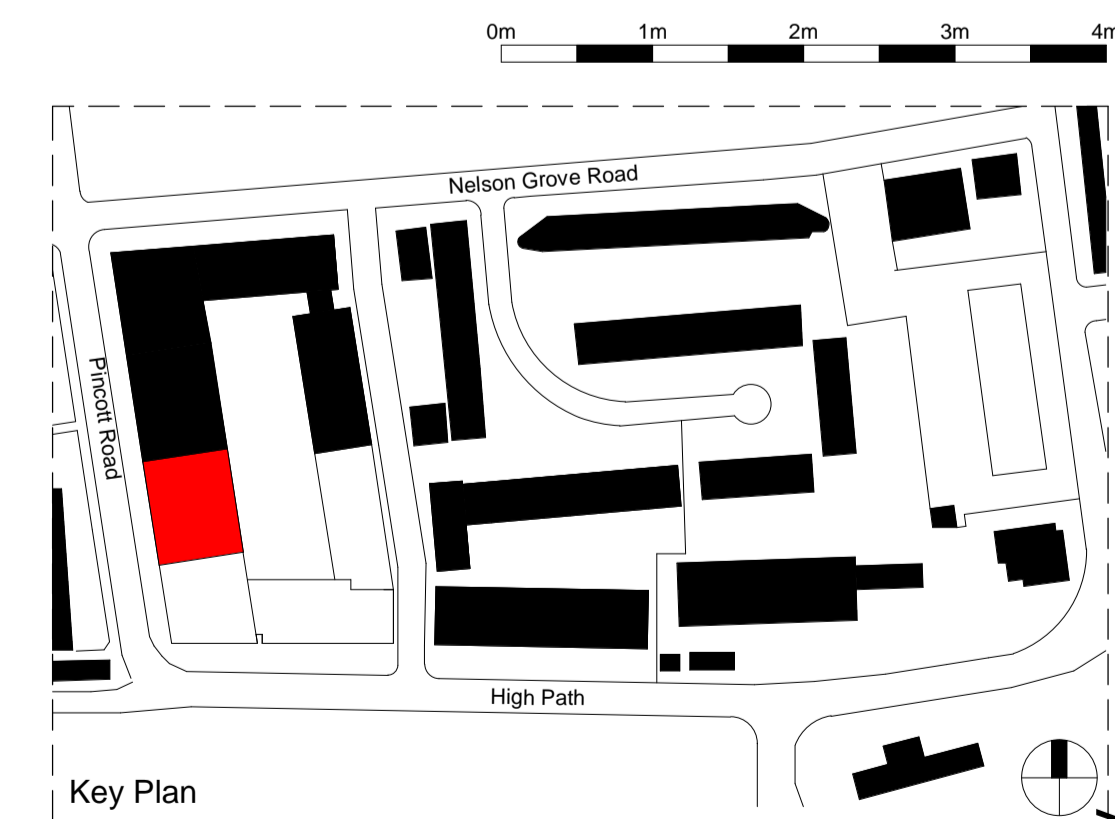 0m 1m 2m 3m 4m
Nelson Grove Road
Pincott Road
High Path
Key Plan